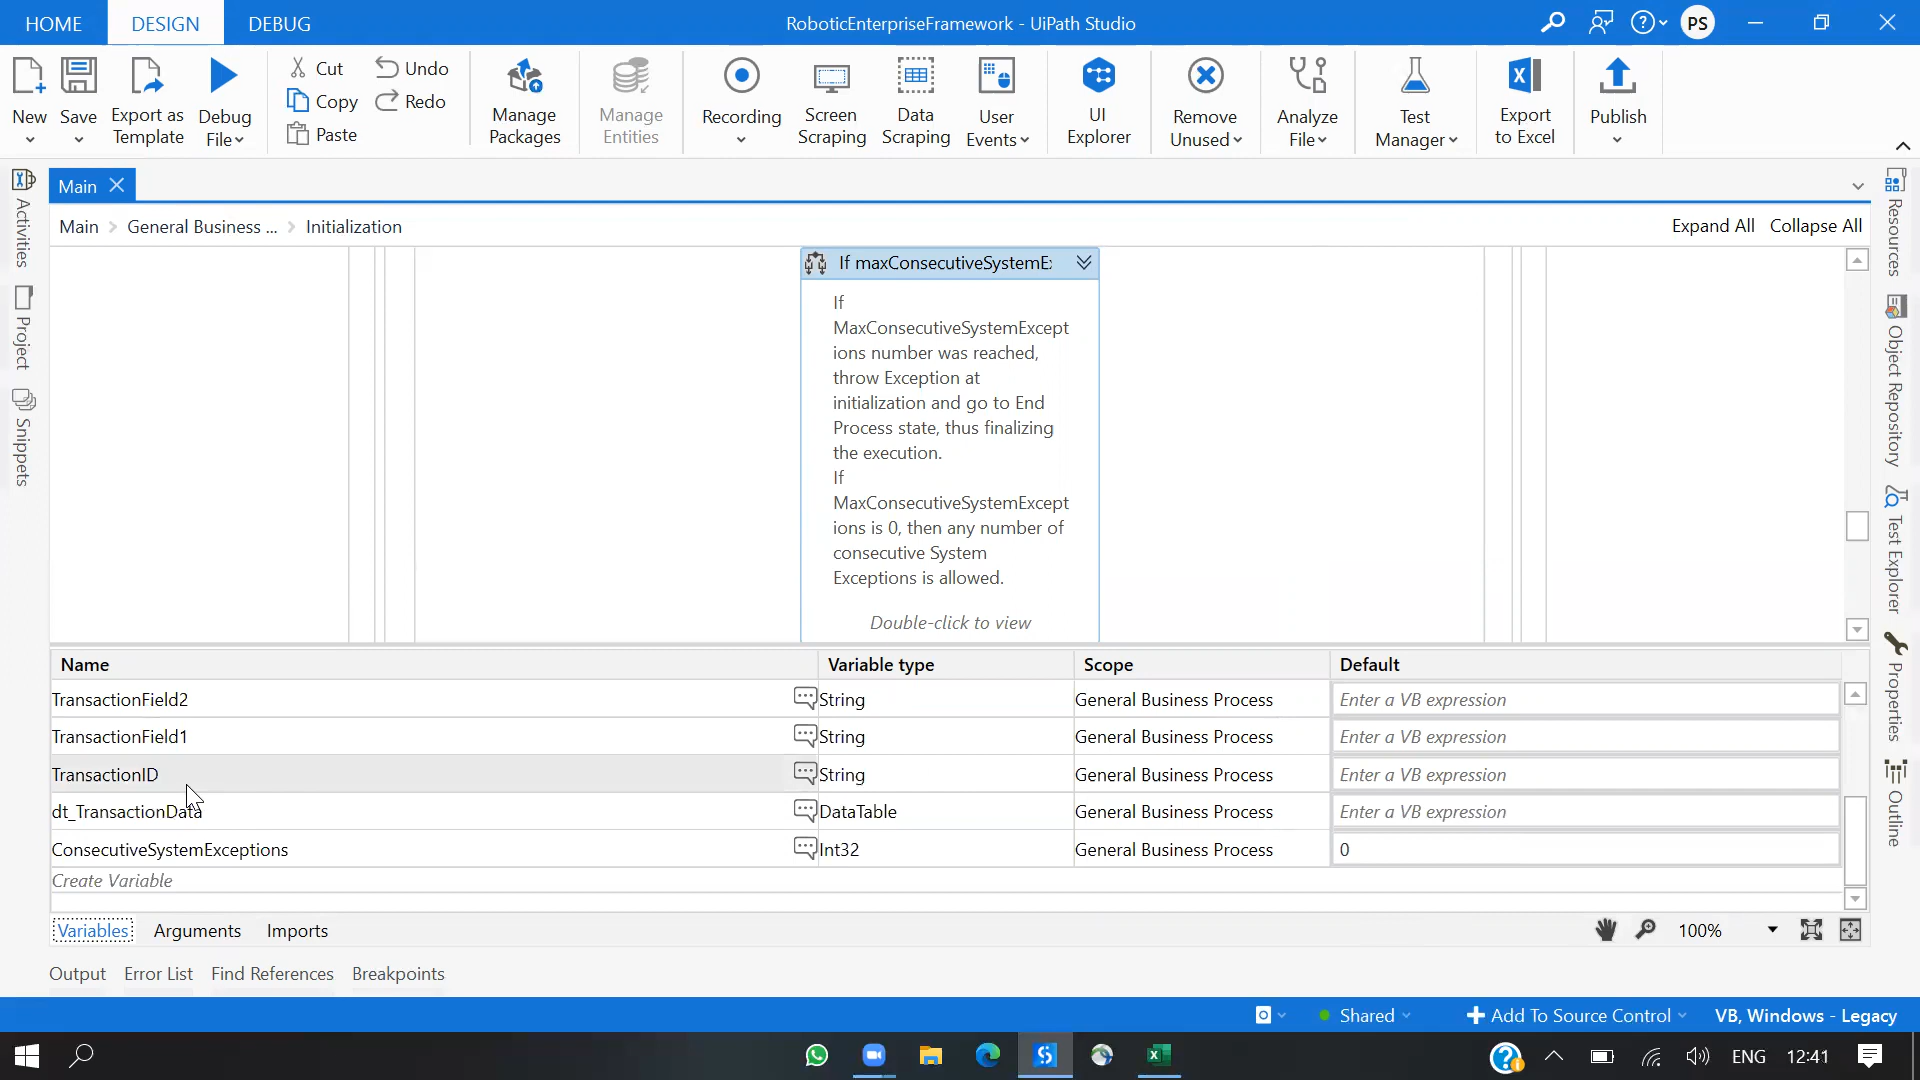 HOME DESIGN DEBUG RoboticEnterpriseFramework - UiPath Studio PS
New Save Export as Template Debug File Cut Copy Paste Undo Redo Manage Packages Manage Entities Recording Screen Scraping Data Scraping User Events UI Explorer Remove Unused Analyze File Test Manager Export to Excel Publish
Main
Main General Business ... Initialization Expand All Collapse All
Activities
Project
Snippets
If maxConsecutiveSystemE
If
MaxConsecutiveSystemExcept
ions number was reached,
throw Exception at
initialization and go to End
Process state, thus finalizing
the execution.
If
MaxConsecutiveSystemExcept
ions is 0, then any number of
consecutive System
Exceptions is allowed.
Double-click to view
Resources
Object Repository
Test Explorer
Properties
Outline
Name Variable type Scope Default
TransactionField2 String General Business Process Enter a VB expression
TransactionField1 String General Business Process Enter a VB expression
TransactionID String General Business Process Enter a VB expression
dt_TransactionData DataTable General Business Process Enter a VB expression
ConsecutiveSystemExceptions Int32 General Business Process 0
Create Variable
Variables Arguments Imports 100%
Output Error List Find References Breakpoints
Shared Add To Source Control VB, Windows - Legacy
ENG 12:41